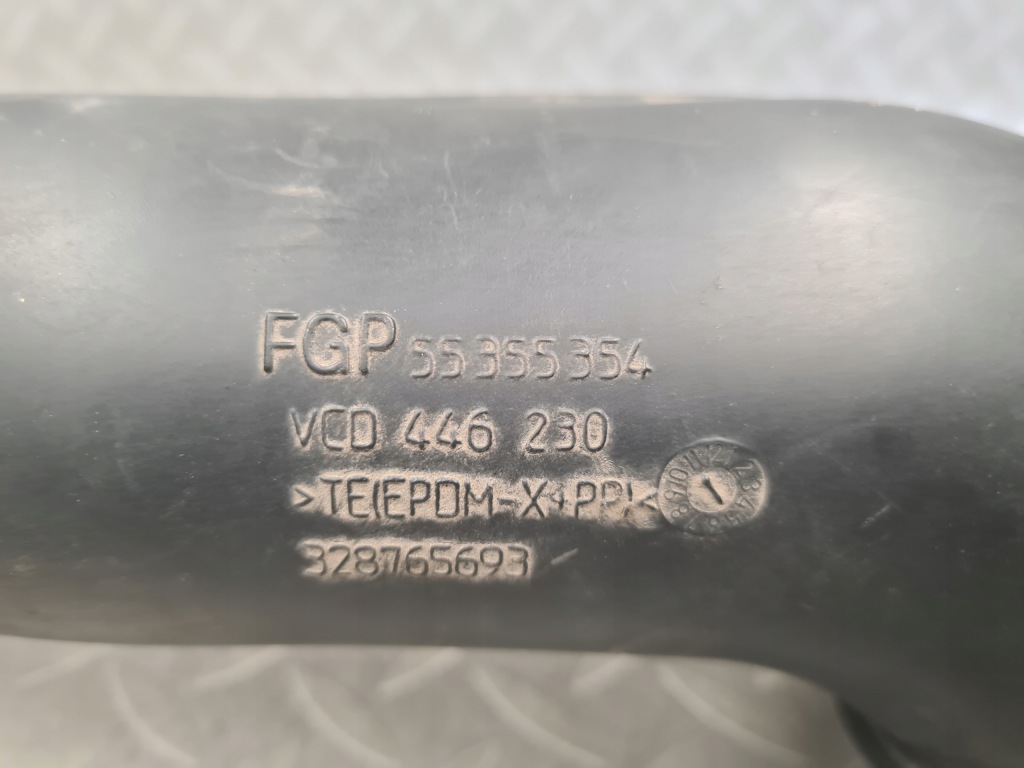 FGP 55 355 354
VCD 446 230
>TE(EPDM-X+PP)<
328765693